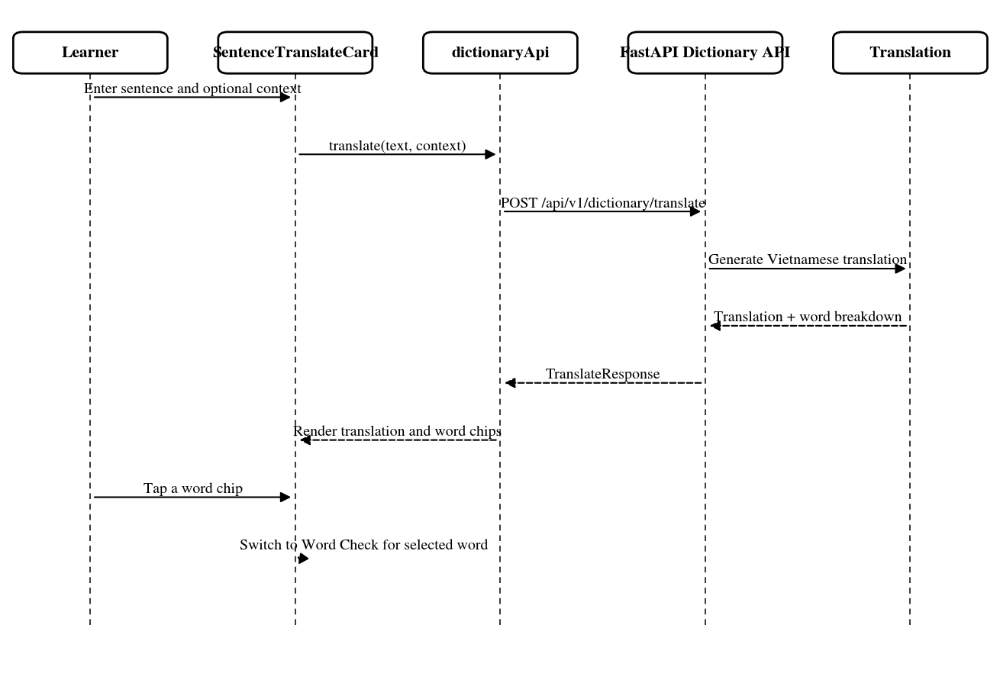 Learner
SentenceTranslateCard
dictionaryApi
FastAPI Dictionary API
Translation
Enter sentence and optional context
translate(text, context)
POST /api/v1/dictionary/translate
Generate Vietnamese translation
Translation + word breakdown
TranslateResponse
Render translation and word chips
Tap a word chip
Switch to Word Check for selected word